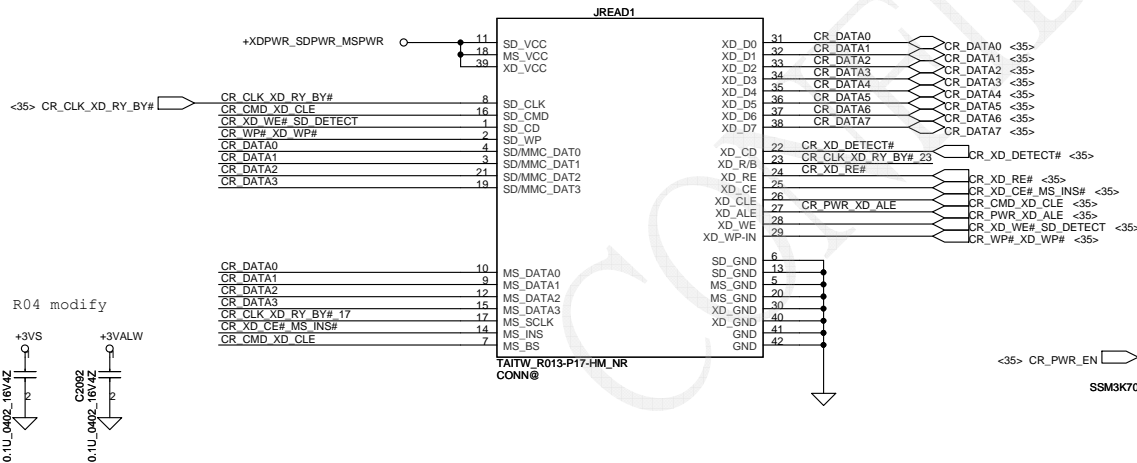 JREAD1
+XDPWR_SDPWR_MSPWR
11 SD_VCC
18 MS_VCC
39 XD_VCC
<35> CR_CLK_XD_RY_BY#
CR_CLK_XD_RY_BY# 8 SD_CLK
CR_CMD_XD_CLE 16 SD_CMD
CR_XD_WE#_SD_DETECT 1 SD_CD
CR_WP#_XD_WP# 2 SD_WP
CR_DATA0 4 SD/MMC_DAT0
CR_DATA1 3 SD/MMC_DAT1
CR_DATA2 21 SD/MMC_DAT2
CR_DATA3 19 SD/MMC_DAT3
CR_DATA0 10 MS_DATA0
CR_DATA1 9 MS_DATA1
CR_DATA2 12 MS_DATA2
CR_DATA3 15 MS_DATA3
CR_CLK_XD_RY_BY#_17 17 MS_SCLK
CR_XD_CE#_MS_INS# 14 MS_INS
CR_CMD_XD_CLE 7 MS_BS
XD_D0 31 CR_DATA0 CR_DATA0 <35>
XD_D1 32 CR_DATA1 CR_DATA1 <35>
XD_D2 33 CR_DATA2 CR_DATA2 <35>
XD_D3 34 CR_DATA3 CR_DATA3 <35>
XD_D4 35 CR_DATA4 CR_DATA4 <35>
XD_D5 36 CR_DATA5 CR_DATA5 <35>
XD_D6 37 CR_DATA6 CR_DATA6 <35>
XD_D7 38 CR_DATA7 CR_DATA7 <35>
XD_CD 22 CR_XD_DETECT# CR_XD_DETECT# <35>
XD_R/B 23 CR_CLK_XD_RY_BY#_23
XD_RE 24 CR_XD_RE# CR_XD_RE# <35>
XD_CE 25 CR_XD_CE#_MS_INS# <35>
XD_CLE 26 CR_CMD_XD_CLE <35>
XD_ALE 27 CR_PWR_XD_ALE CR_PWR_XD_ALE <35>
XD_WE 28 CR_XD_WE#_SD_DETECT <35>
XD_WP-IN 29 CR_WP#_XD_WP# <35>
SD_GND 6
SD_GND 13
MS_GND 5
MS_GND 20
XD_GND 30
XD_GND 40
GND 41
GND 42
TAITW_R013-P17-HM_NR
CONN@
R04 modify
+3VS
1
2
0.1U_0402_16V4Z
+3VALW
1
2
C2092
0.1U_0402_16V4Z
<35> CR_PWR_EN
SSM3K70